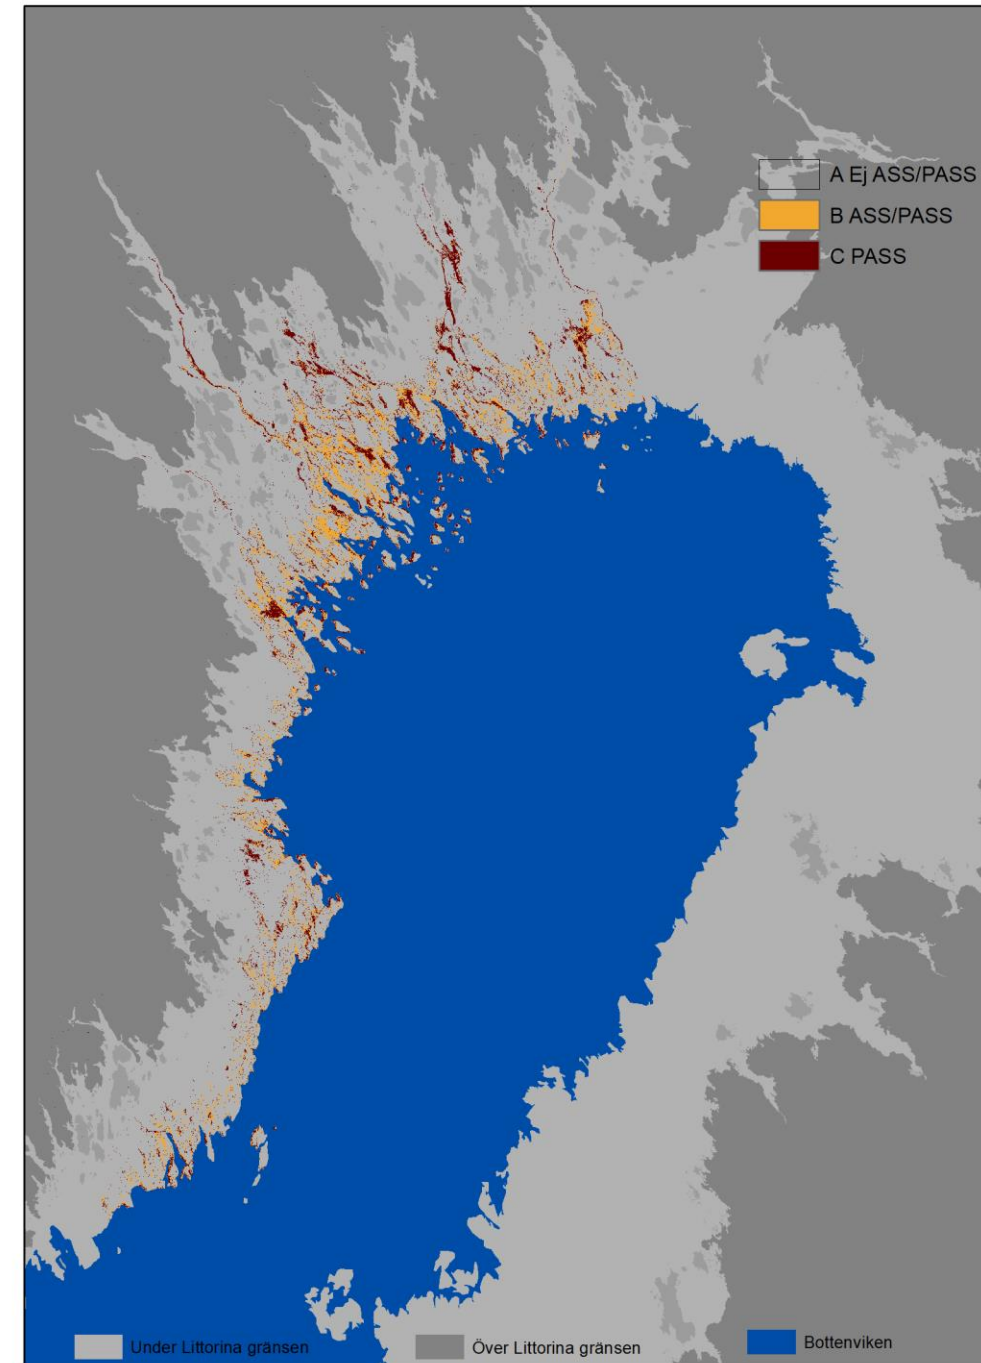 A Ej ASS/PASS
B ASS/PASS
C PASS
Under Littorina gränsen
Över Littorina gränsen
Bottenviken